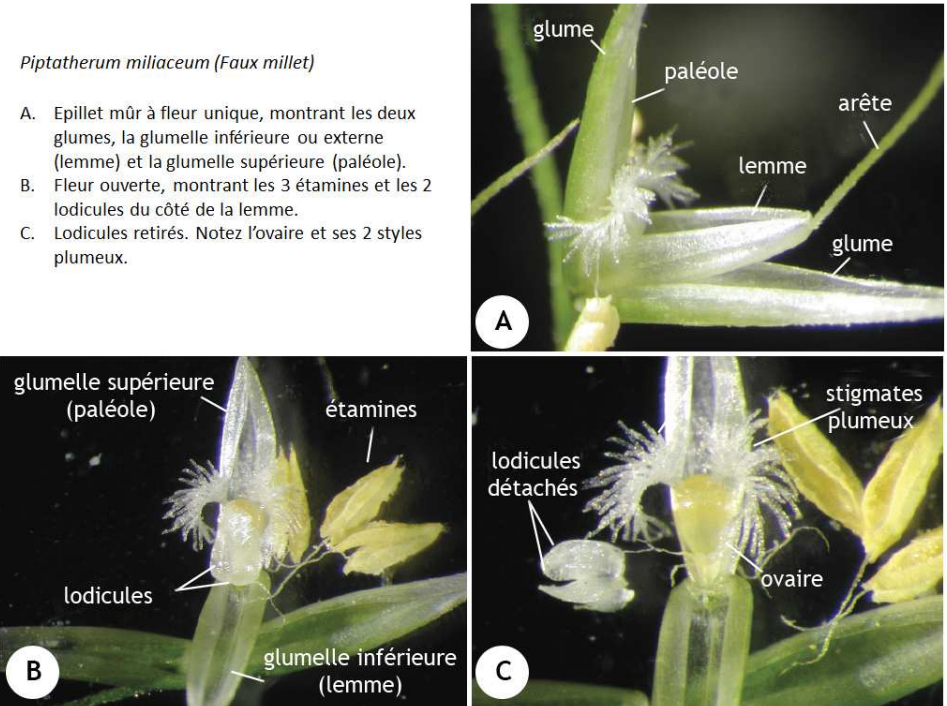 Piptatherum miliaceum (Faux millet)
A. Epillet mûr à fleur unique, montrant les deux
glumes, la glumelle inférieure ou externe
(lemme) et la glumelle supérieure (paléole).
B. Fleur ouverte, montrant les 3 étamines et les 2
lodicules du côté de la lemme.
C. Lodicules retirés. Notez l'ovaire et ses 2 styles
plumeux.
glume
paléole
arête
lemme
glume
A
glumelle supérieure
(paléole)
étamines
lodicules
glumelle inférieure
(lemme)
B
stigmates
plumeux
lodicules
détachés
ovaire
C